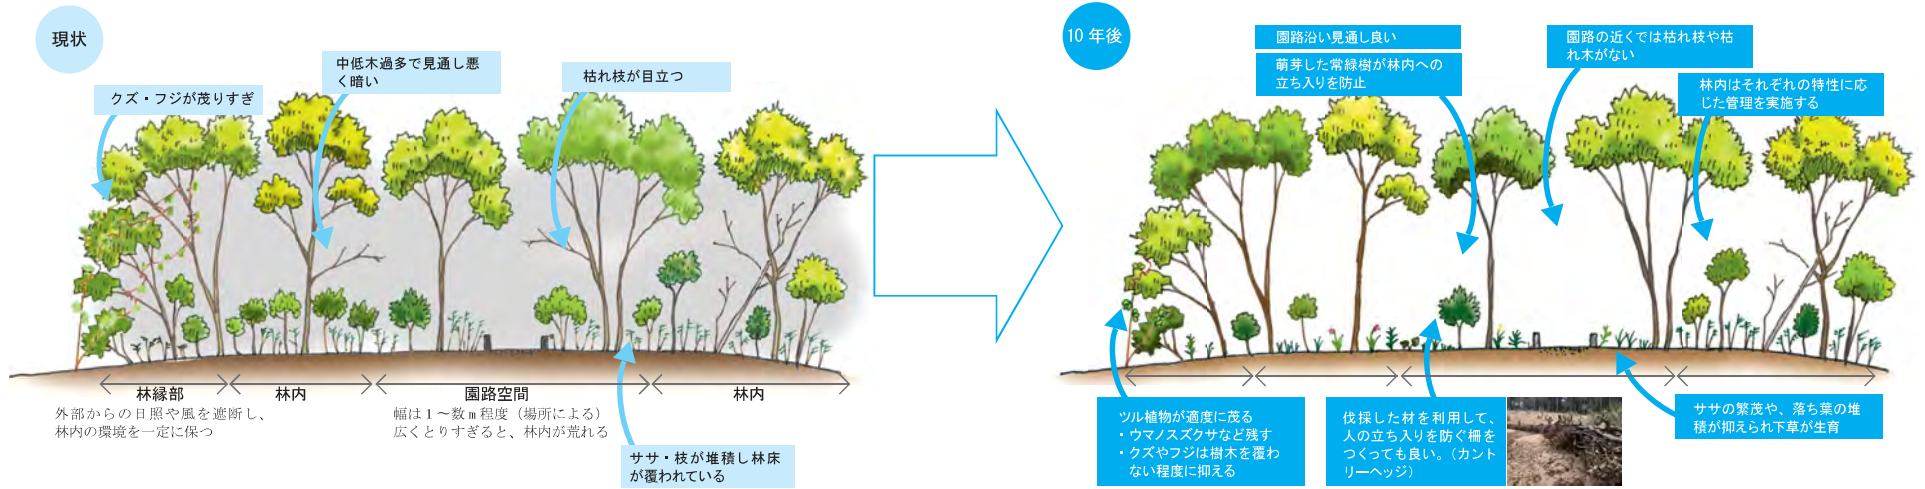 現状
クズ・フジが茂りすぎ
中低木過多で見通し悪
く暗い
枯れ枝が目立つ
林縁部
林内
園路空間
林内
外部からの日照や風を遮断し、
林内の環境を一定に保つ
幅は1〜数m程度（場所による）
広くとりすぎると、林内が荒れる
ササ・枝が堆積し林床
が覆われている
10年後
園路沿い見通し良い
萌芽した常緑樹が林内への
立ち入りを防止
園路の近くでは枯れ枝や枯
れ木がない
林内はそれぞれの特性に応
じた管理を実施する
ツル植物が適度に茂る
・ウマノスズクサなど残す
・クズやフジは樹木を覆わ
ない程度に抑える
伐採した材を利用して、
人の立ち入りを防ぐ柵を
つくっても良い。（カント
リーヘッジ）
ササの繁茂や、落ち葉の堆
積が抑えられ下草が生育